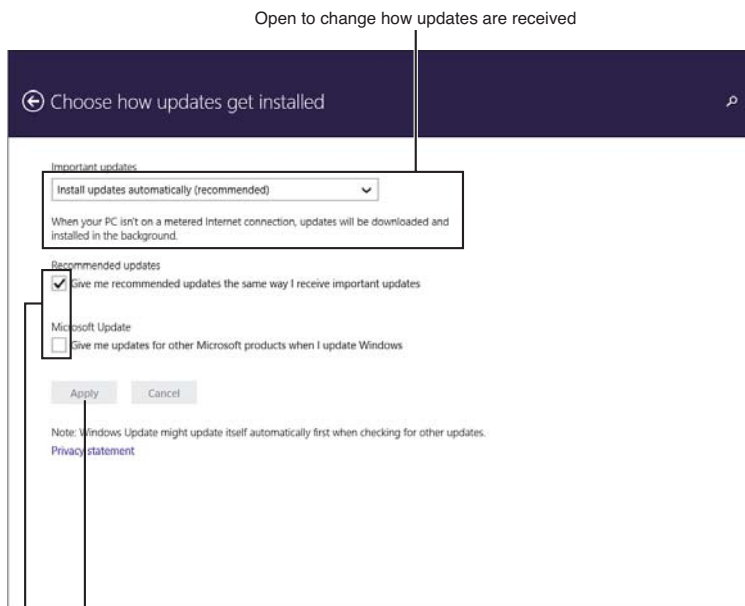 Open to change how updates are received
Choose how updates get installed
Important updates
Install updates automatically (recommended)
When your PC isn't on a metered Internet connection, updates will be downloaded and
installed in the background.
Recommended updates
Give me recommended updates the same way I receive important updates
Microsoft Update
Give me updates for other Microsoft products when I update Windows
Apply Cancel
Note: Windows Update might update itself automatically first when checking for other updates.
Privacy statement